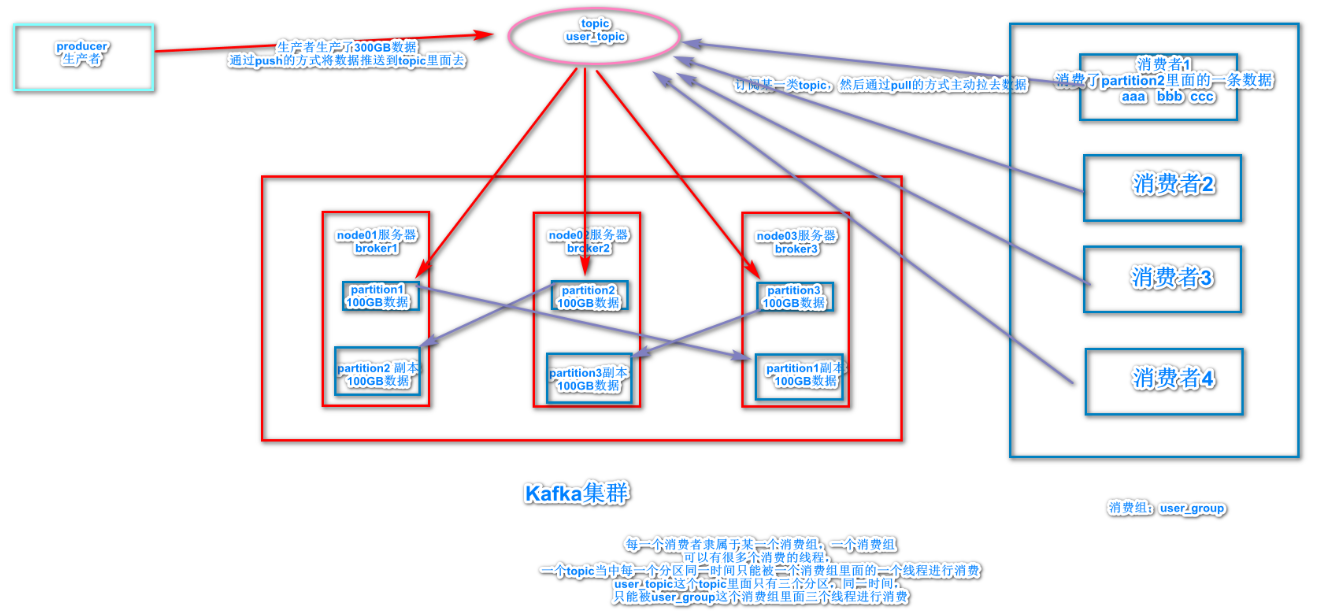 producer
生产者
生产者生产了300GB数据
通过push的方式将数据推送到topic里面去
topic
user_topic
订阅某一类topic，然后通过pull的方式主动拉去数据
消费者1
消费了partition2里面的一条数据
aaa bbb ccc
消费者2
消费者3
消费者4
node01服务器
broker1
partition1
100GB数据
partition2 副本
100GB数据
node02服务器
broker2
partition2
100GB数据
partition3副本
100GB数据
node03服务器
broker3
partition3
100GB数据
partition1副本
100GB数据
Kafka集群
消费组：user_group
每一个消费者隶属于某一个消费组，一个消费组
可以有很多个消费的线程，
一个topic当中每一个分区同一时间只能被一个消费组里面的一个线程进行消费
user_topic这个topic里面只有三个分区，同一时间，
只能被user_group这个消费组里面三个线程进行消费